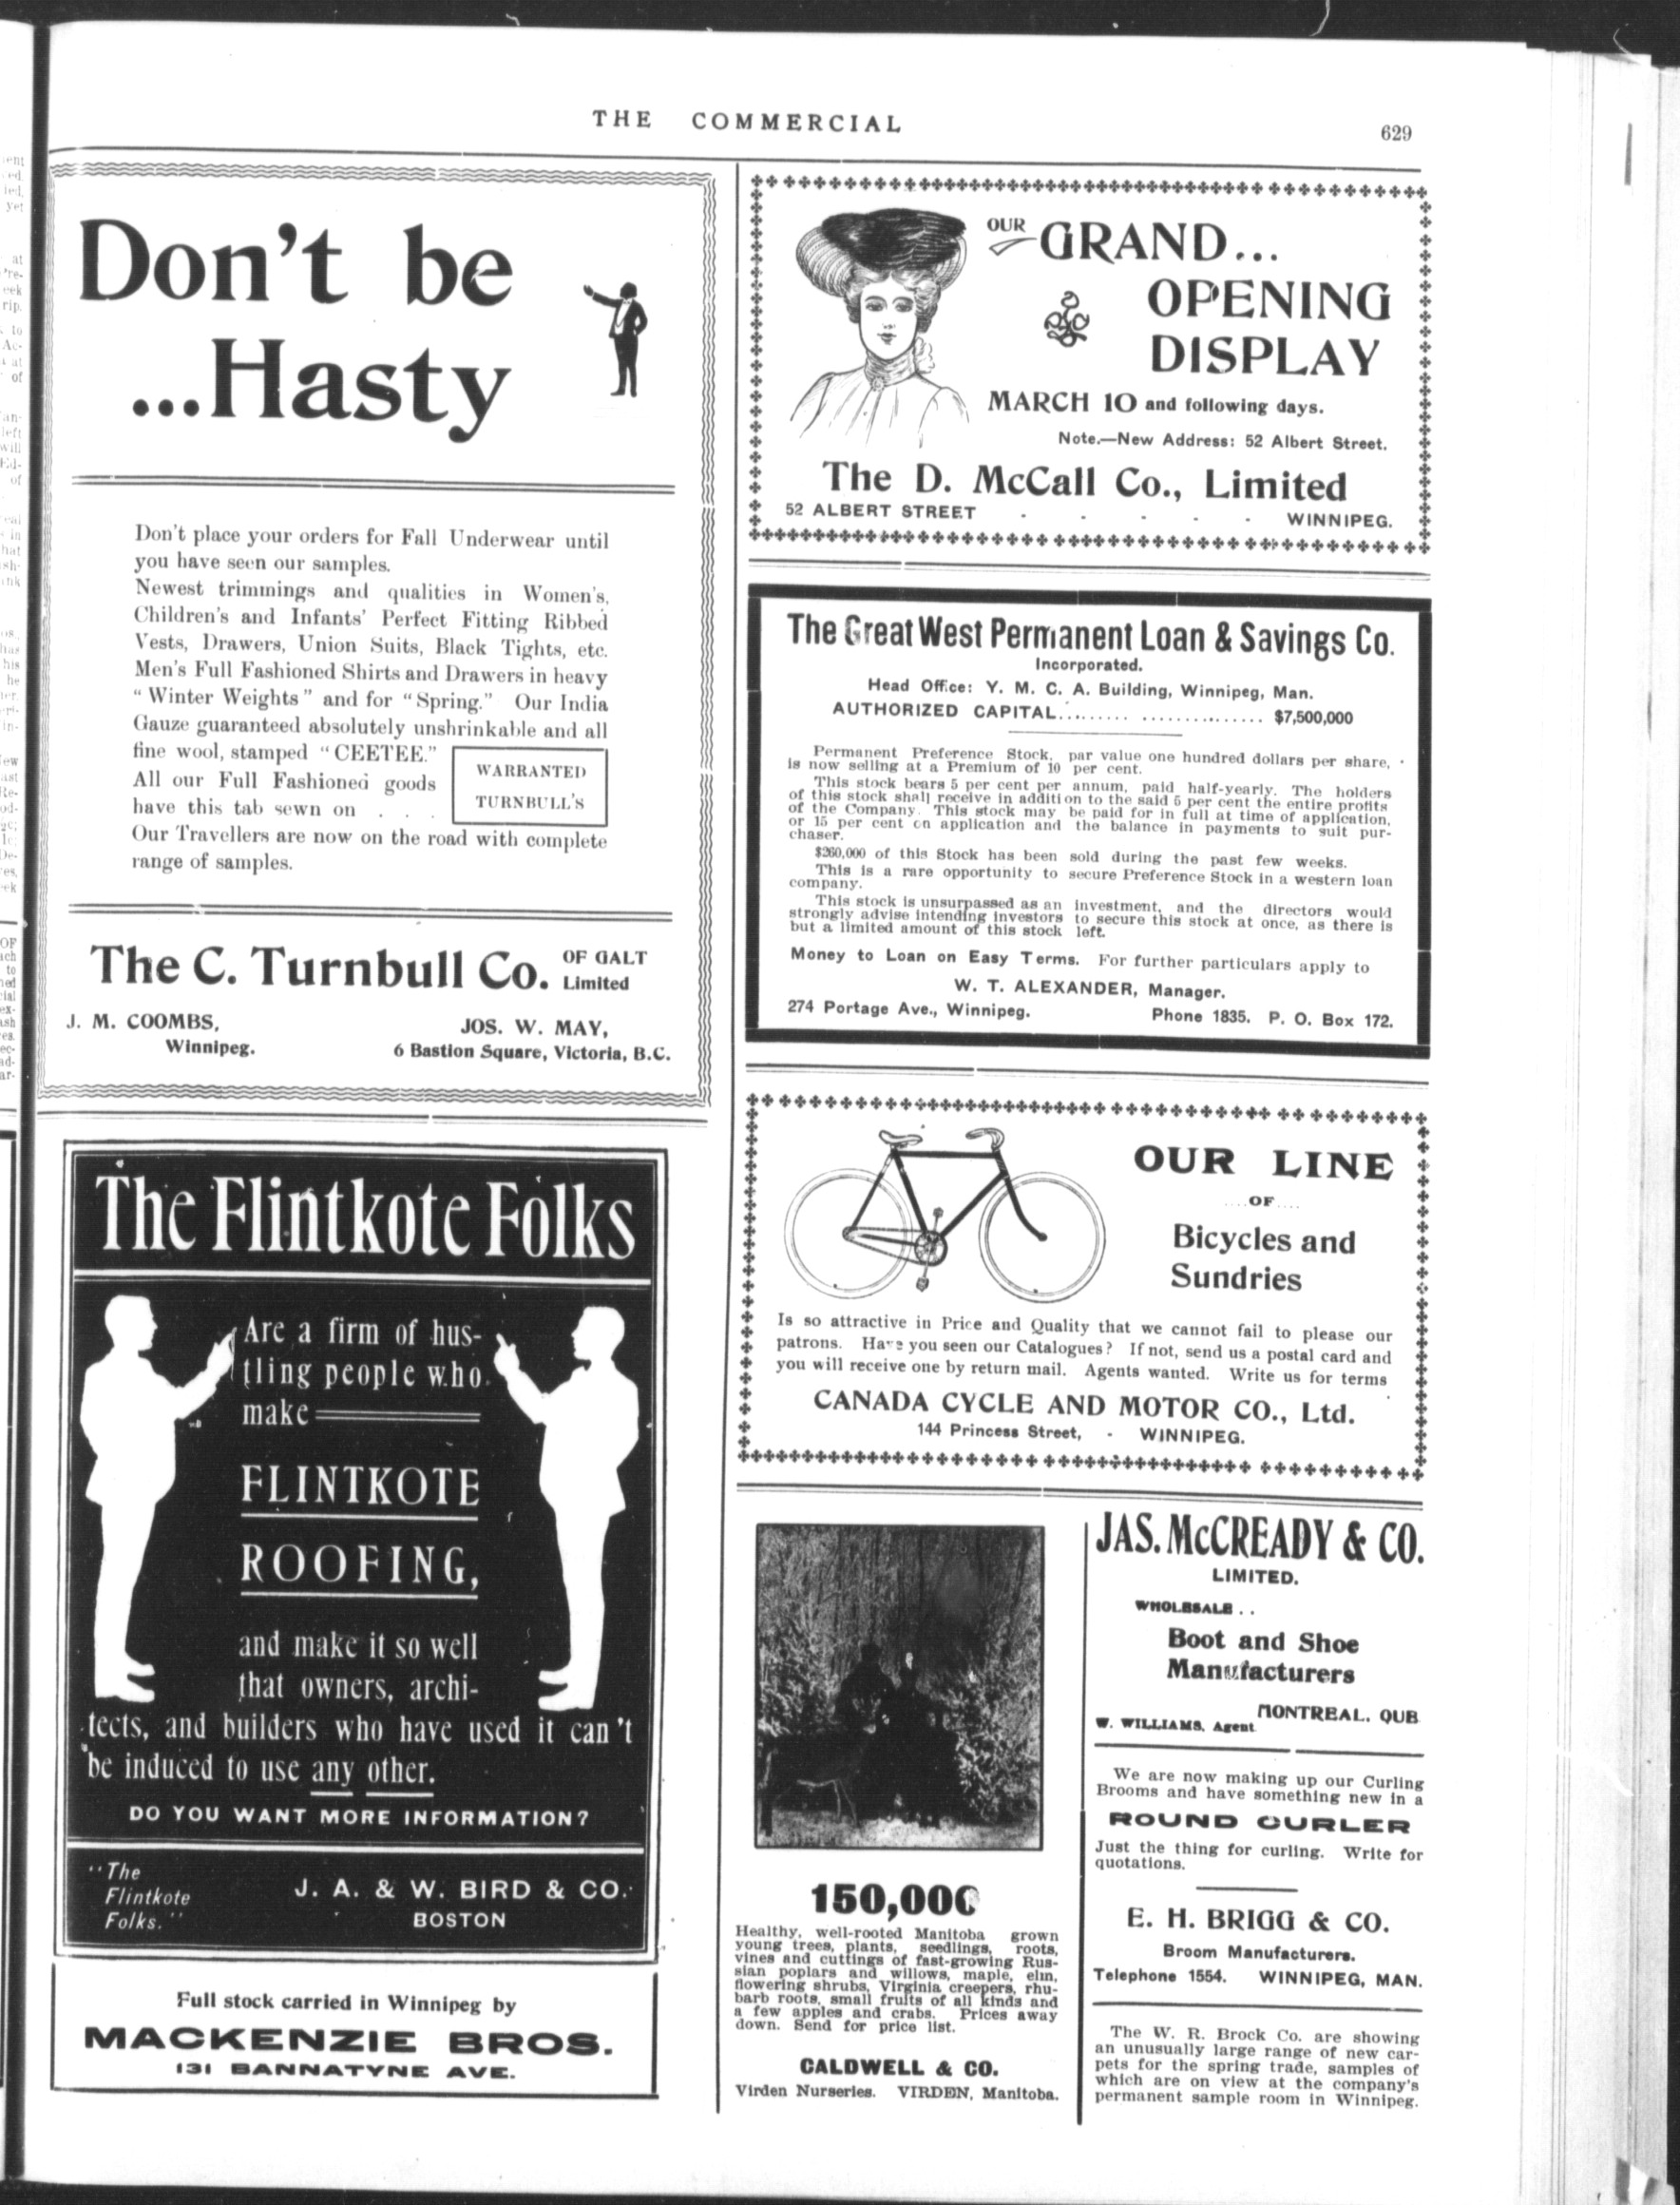 THE COMMERCIAL
629
Don't be
...Hasty
Don't place your orders for Fall Underwear until
you have seen our samples.
Newest trimmings and qualities in Women's,
Children's and Infants' Perfect Fitting Ribbed
Vests, Drawers, Union Suits, Black Tights, etc.
Men's Full Fashioned Shirts and Drawers in heavy
"Winter Weights" and for "Spring." Our India
Gauze guaranteed absolutely unshrinkable and all
fine wool, stamped "CEETEE."
All our Full Fashioned goods
have this tab sewn on . . .
WARRANTED
TURNBULL'S
Our Travellers are now on the road with complete
range of samples.
The C. Turnbull Co. OF GALT
Limited
J. M. COOMBS,
Winnipeg.
JOS. W. MAY,
6 Bastion Square, Victoria, B.C.
The Flintkote Folks
Are a firm of hus-
tling people who
make
FLINTKOTE
ROOFING,
and make it so well
that owners, archi-
tects, and builders who have used it can't
be induced to use any other.
DO YOU WANT MORE INFORMATION?
"The
Flintkote
Folks."
J. A. & W. BIRD & CO.
BOSTON
Full stock carried in Winnipeg by
MACKENZIE BROS.
131 BANNATYNE AVE.
OUR GRAND...
OPENING
DISPLAY
MARCH 10 and following days.
Note.—New Address: 52 Albert Street.
The D. McCall Co., Limited
52 ALBERT STREET - - - - - WINNIPEG.
The Great West Permanent Loan & Savings Co.
Incorporated.
Head Office: Y. M. C. A. Building, Winnipeg, Man.
AUTHORIZED CAPITAL.................... $7,500,000
Permanent Preference Stock, par value one hundred dollars per share,
is now selling at a Premium of 10 per cent.
This stock bears 5 per cent per annum, paid half-yearly. The holders
of this stock shall receive in addition to the said 5 per cent the entire profits
of the Company. This stock may be paid for in full at time of application,
or 15 per cent on application and the balance in payments to suit pur-
chaser.
$260,000 of this Stock has been sold during the past few weeks.
This is a rare opportunity to secure Preference Stock in a western loan
company.
This stock is unsurpassed as an investment, and the directors would
strongly advise intending investors to secure this stock at once, as there is
but a limited amount of this stock left.
Money to Loan on Easy Terms. For further particulars apply to
W. T. ALEXANDER, Manager.
274 Portage Ave., Winnipeg. Phone 1835. P. O. Box 172.
OUR LINE
....OF....
Bicycles and
Sundries
Is so attractive in Price and Quality that we cannot fail to please our
patrons. Have you seen our Catalogues? If not, send us a postal card and
you will receive one by return mail. Agents wanted. Write us for terms
CANADA CYCLE AND MOTOR CO., Ltd.
144 Princess Street, - WINNIPEG.
150,000
Healthy, well-rooted Manitoba grown
young trees, plants, seedlings, roots,
vines and cuttings of fast-growing Rus-
sian poplars and willows, maple, elm,
flowering shrubs, Virginia creepers, rhu-
barb roots, small fruits of all kinds and
a few apples and crabs. Prices away
down. Send for price list.
CALDWELL & CO.
Virden Nurseries. VIRDEN, Manitoba.
JAS. McCREADY & CO.
LIMITED.
WHOLESALE . .
Boot and Shoe
Manufacturers
MONTREAL. QUB
W. WILLIAMS, Agent
We are now making up our Curling
Brooms and have something new in a
ROUND CURLER
Just the thing for curling. Write for
quotations.
E. H. BRIGG & CO.
Broom Manufacturers.
Telephone 1554. WINNIPEG, MAN.
The W. R. Brock Co. are showing
an unusually large range of new car-
pets for the spring trade, samples of
which are on view at the company's
permanent sample room in Winnipeg.